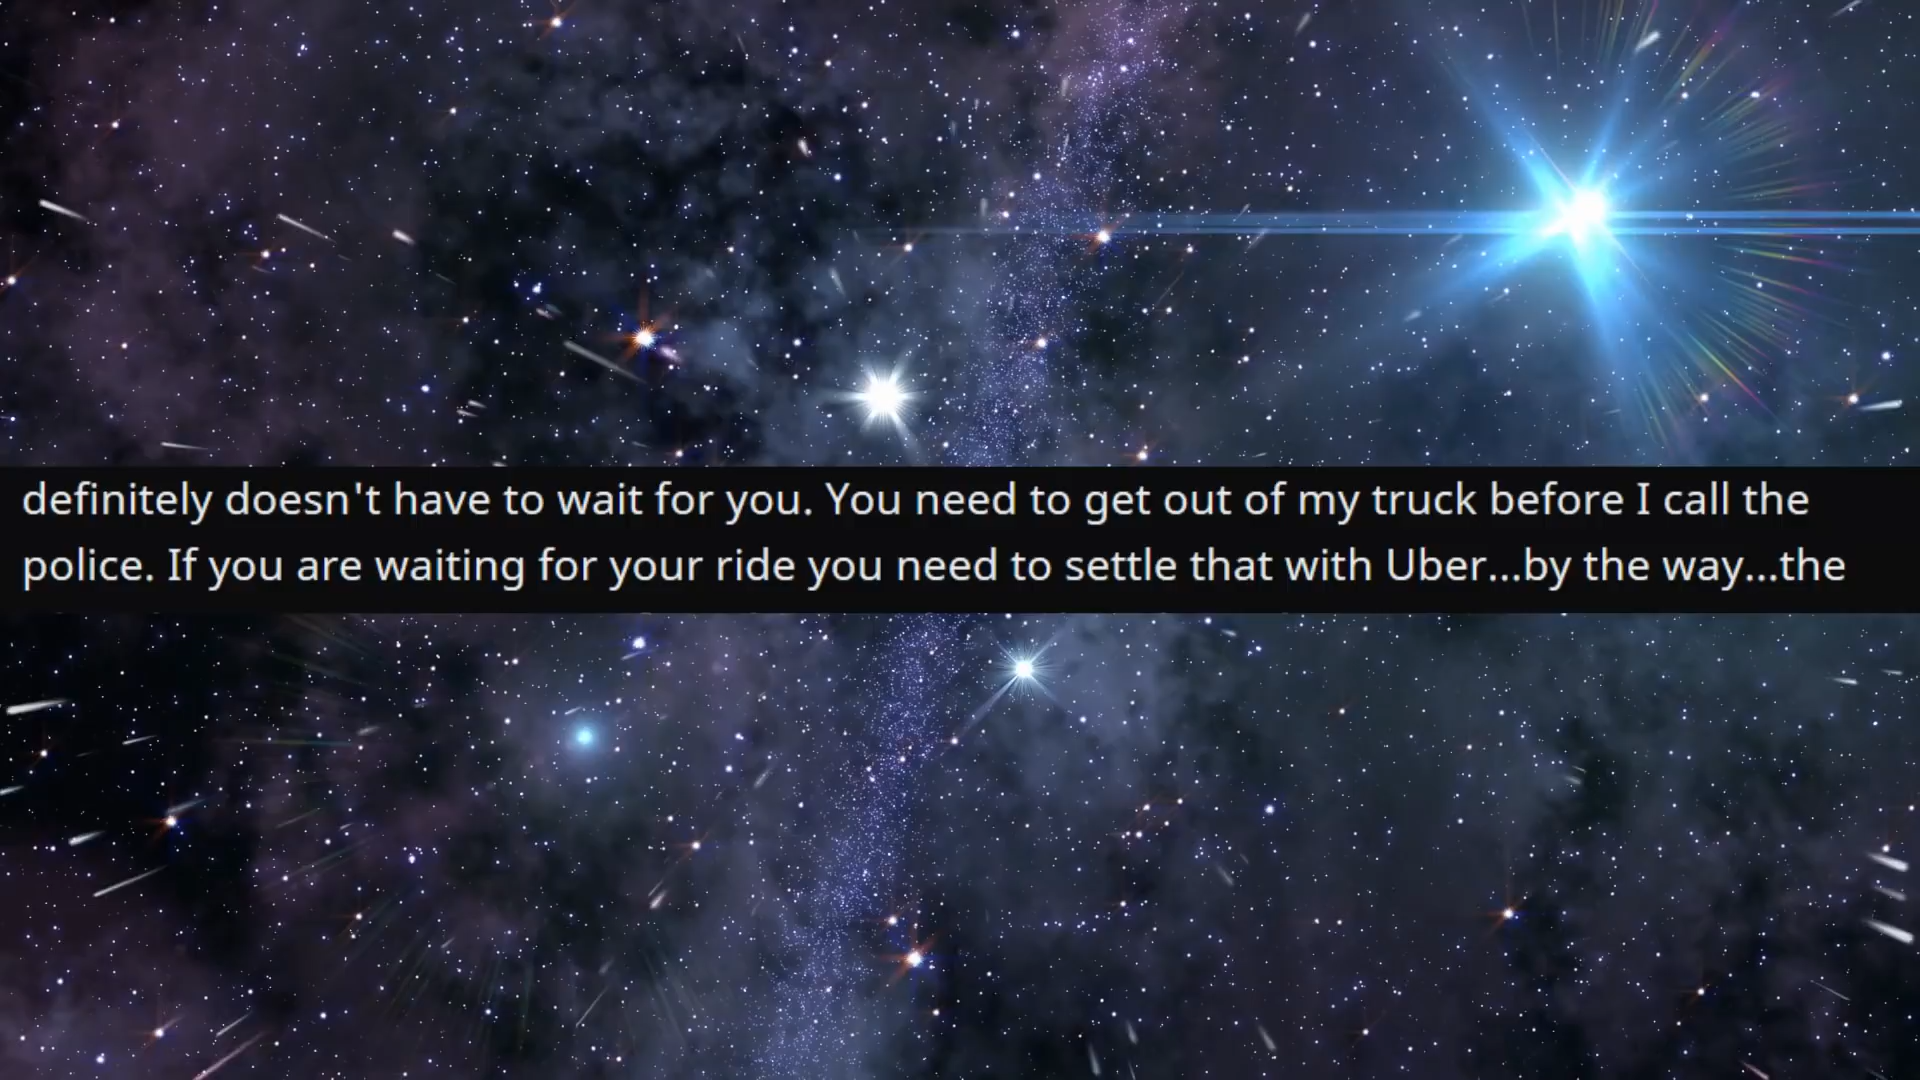 definitely doesn't have to wait for you. You need to get out of my truck before I call the
police. If you are waiting for your ride you need to settle that with Uber...by the way...the